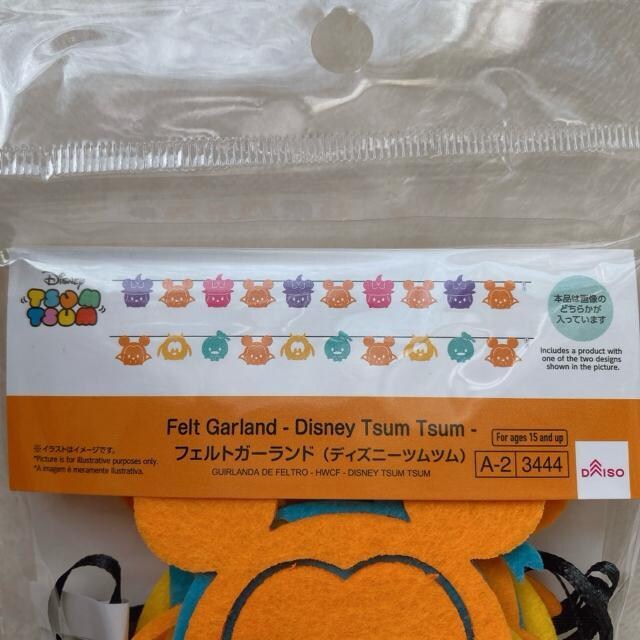 Disney
TSUM
TSUM
本品は画像の
どちらかが
入っています
Includes a product with
one of the two designs
shown in the picture.
Felt Garland - Disney Tsum Tsum -
For ages 15 and up
フェルトガーランド（ディズニーツムツム）
A-2 3444
GUIRLANDA DE FELTRO - HWCF - DISNEY TSUM TSUM
※イラストはイメージです。
*Picture is for illustrative purposes only.
*A imagem é meramente ilustrativa.
DAISO